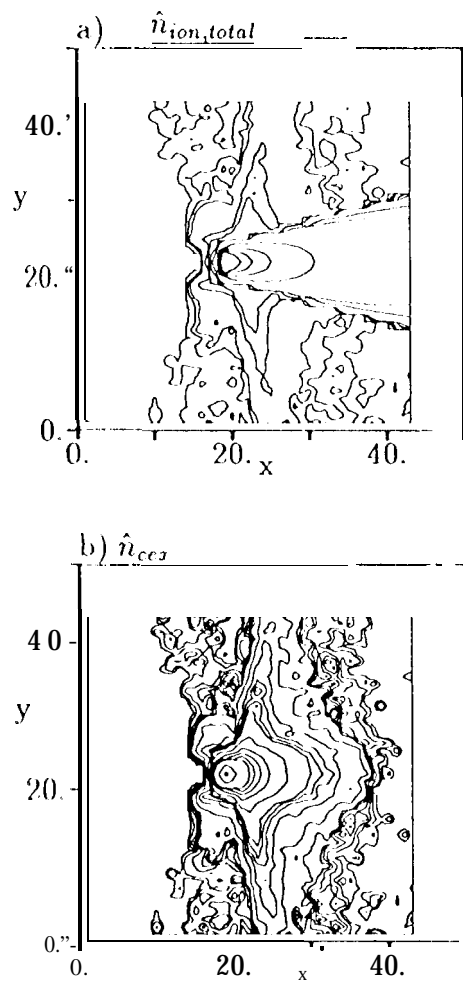 a) n̂ion,total
40.'
y
20."
0.
0. 20. x 40.
b) n̂cex
40
y
20.
0."
0. 20. x 40.